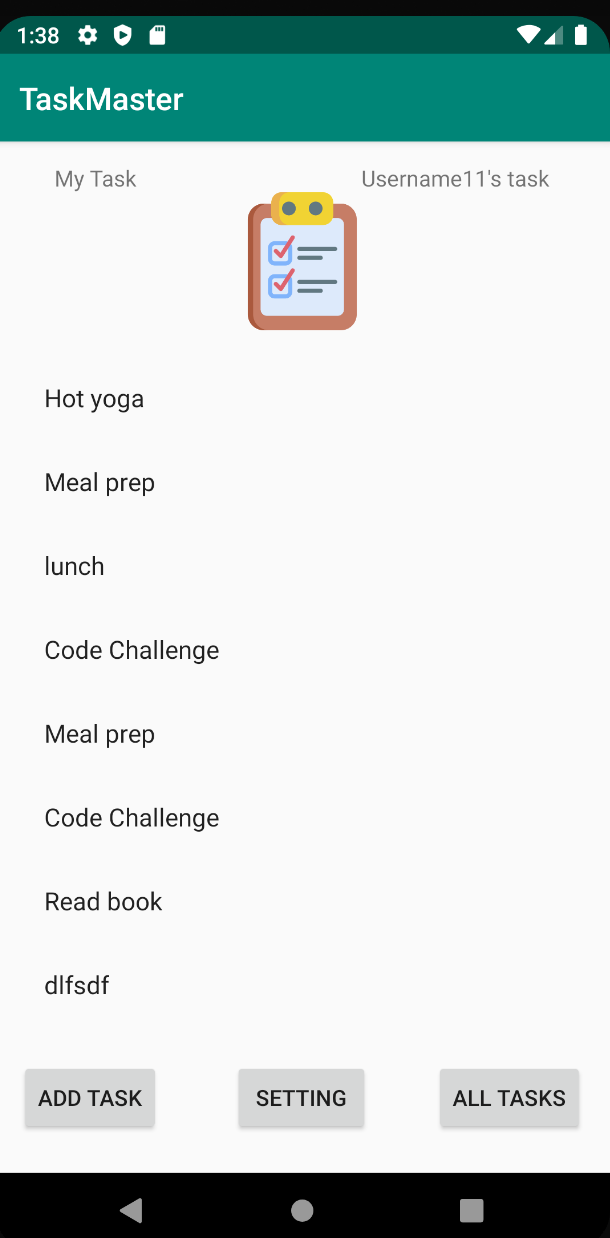 1:38
TaskMaster
My Task
Username11's task
Hot yoga
Meal prep
lunch
Code Challenge
Meal prep
Code Challenge
Read book
dlfsdf
ADD TASK
SETTING
ALL TASKS